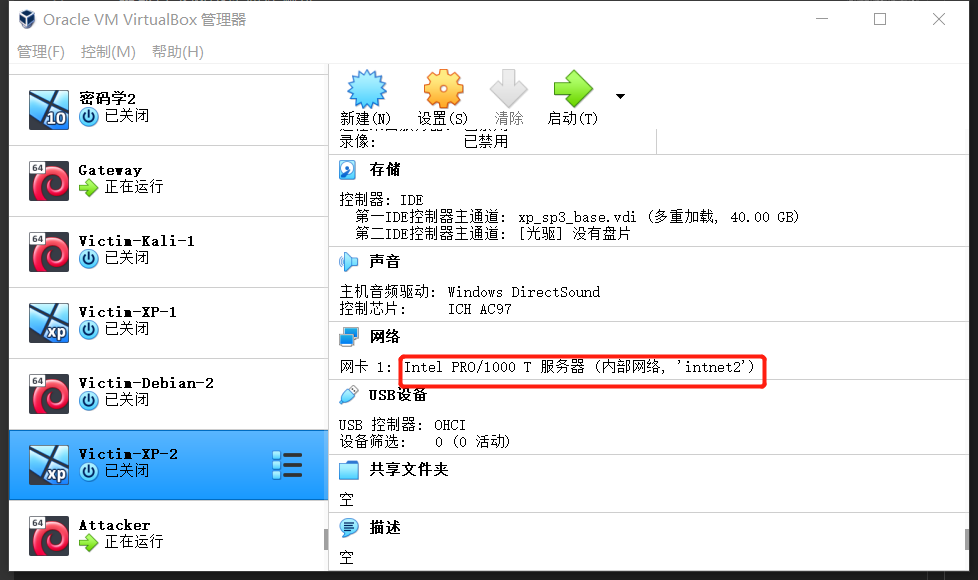 Oracle VM VirtualBox 管理器
管理(F) 控制(M) 帮助(H)
密码学2
10
已关闭
64
Gateway
正在运行
64
Victim-Kali-1
已关闭
Victim-XP-1
xp
已关闭
64
Victim-Debian-2
已关闭
Victim-XP-2
xp
已关闭
64
Attacker
正在运行
新建(N) 设置(S) 清除 启动(T)
已禁用
录像: 已禁用
存储
控制器: IDE
第一IDE控制器主通道: xp_sp3_base.vdi (多重加载, 40.00 GB)
第二IDE控制器主通道: [光驱] 没有盘片
声音
主机音频驱动: Windows DirectSound
控制芯片: ICH AC97
网络
网卡 1: Intel PRO/1000 T 服务器 (内部网络, 'intnet2')
USB设备
USB 控制器: OHCI
设备筛选: 0 (0 活动)
共享文件夹
空
描述
空